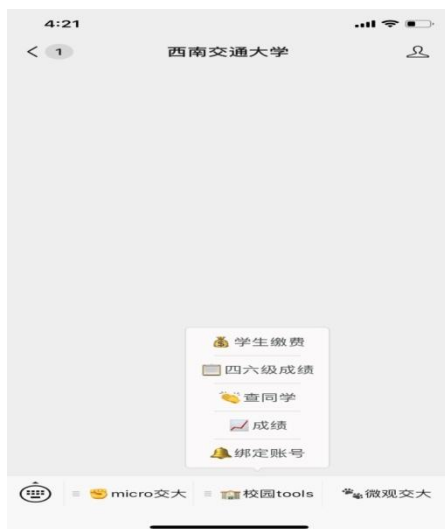 4:21
1
西南交通大学
学生缴费
四六级成绩
查同学
成绩
绑定账号
micro交大
校园tools
微观交大